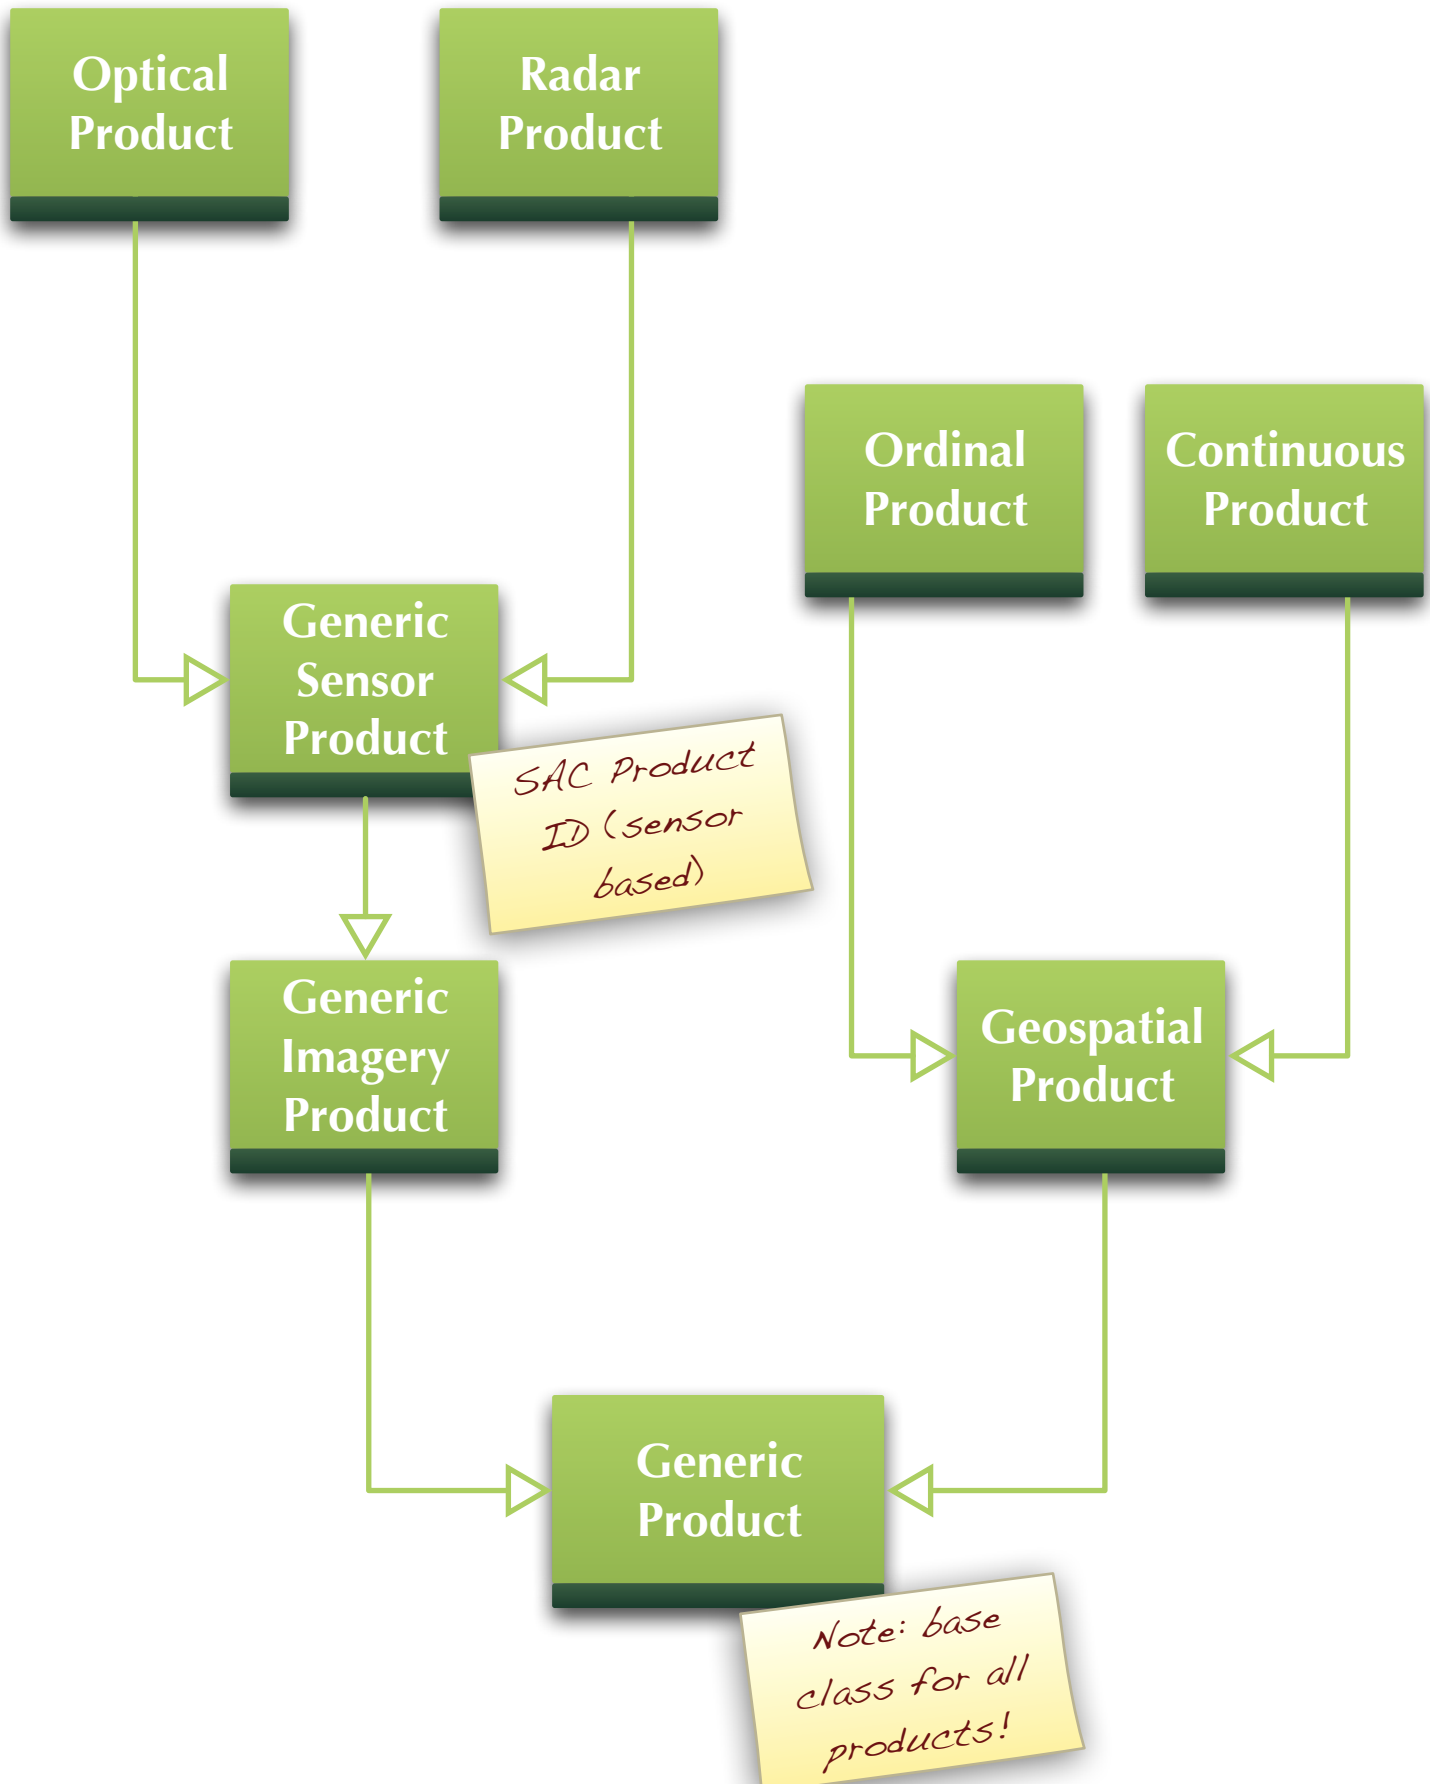 Optical
Product
Radar
Product
Ordinal
Product
Continuous
Product
Generic
Sensor
Product
SAC Product
ID (sensor
based)
Generic
Imagery
Product
Geospatial
Product
Generic
Product
Note: base
class for all
products!